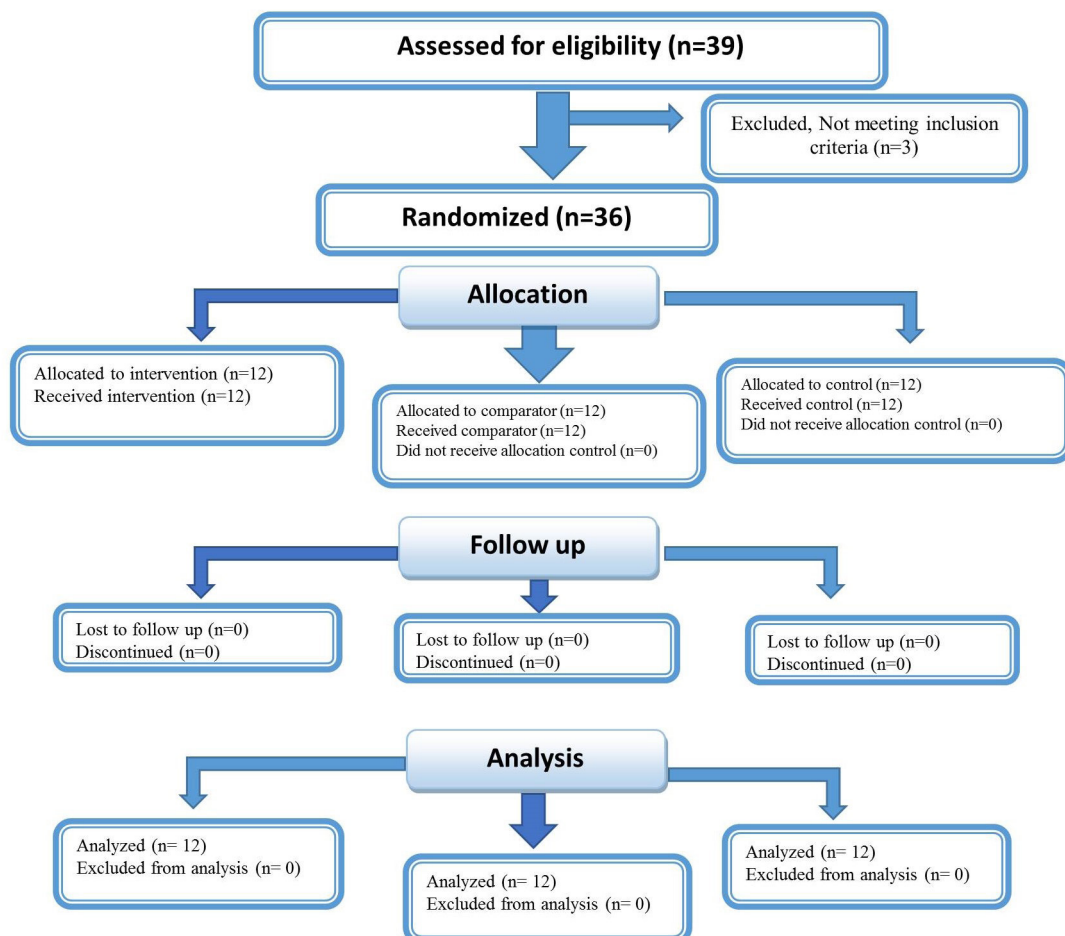 Assessed for eligibility (n=39)
Excluded, Not meeting inclusion
criteria (n=3)
Randomized (n=36)
Allocation
Allocated to intervention (n=12)
Received intervention (n=12)
Allocated to comparator (n=12)
Received comparator (n=12)
Did not receive allocation control (n=0)
Allocated to control (n=12)
Received control (n=12)
Did not receive allocation control (n=0)
Follow up
Lost to follow up (n=0)
Discontinued (n=0)
Lost to follow up (n=0)
Discontinued (n=0)
Lost to follow up (n=0)
Discontinued (n=0)
Analysis
Analyzed (n= 12)
Excluded from analysis (n= 0)
Analyzed (n= 12)
Excluded from analysis (n= 0)
Analyzed (n= 12)
Excluded from analysis (n= 0)